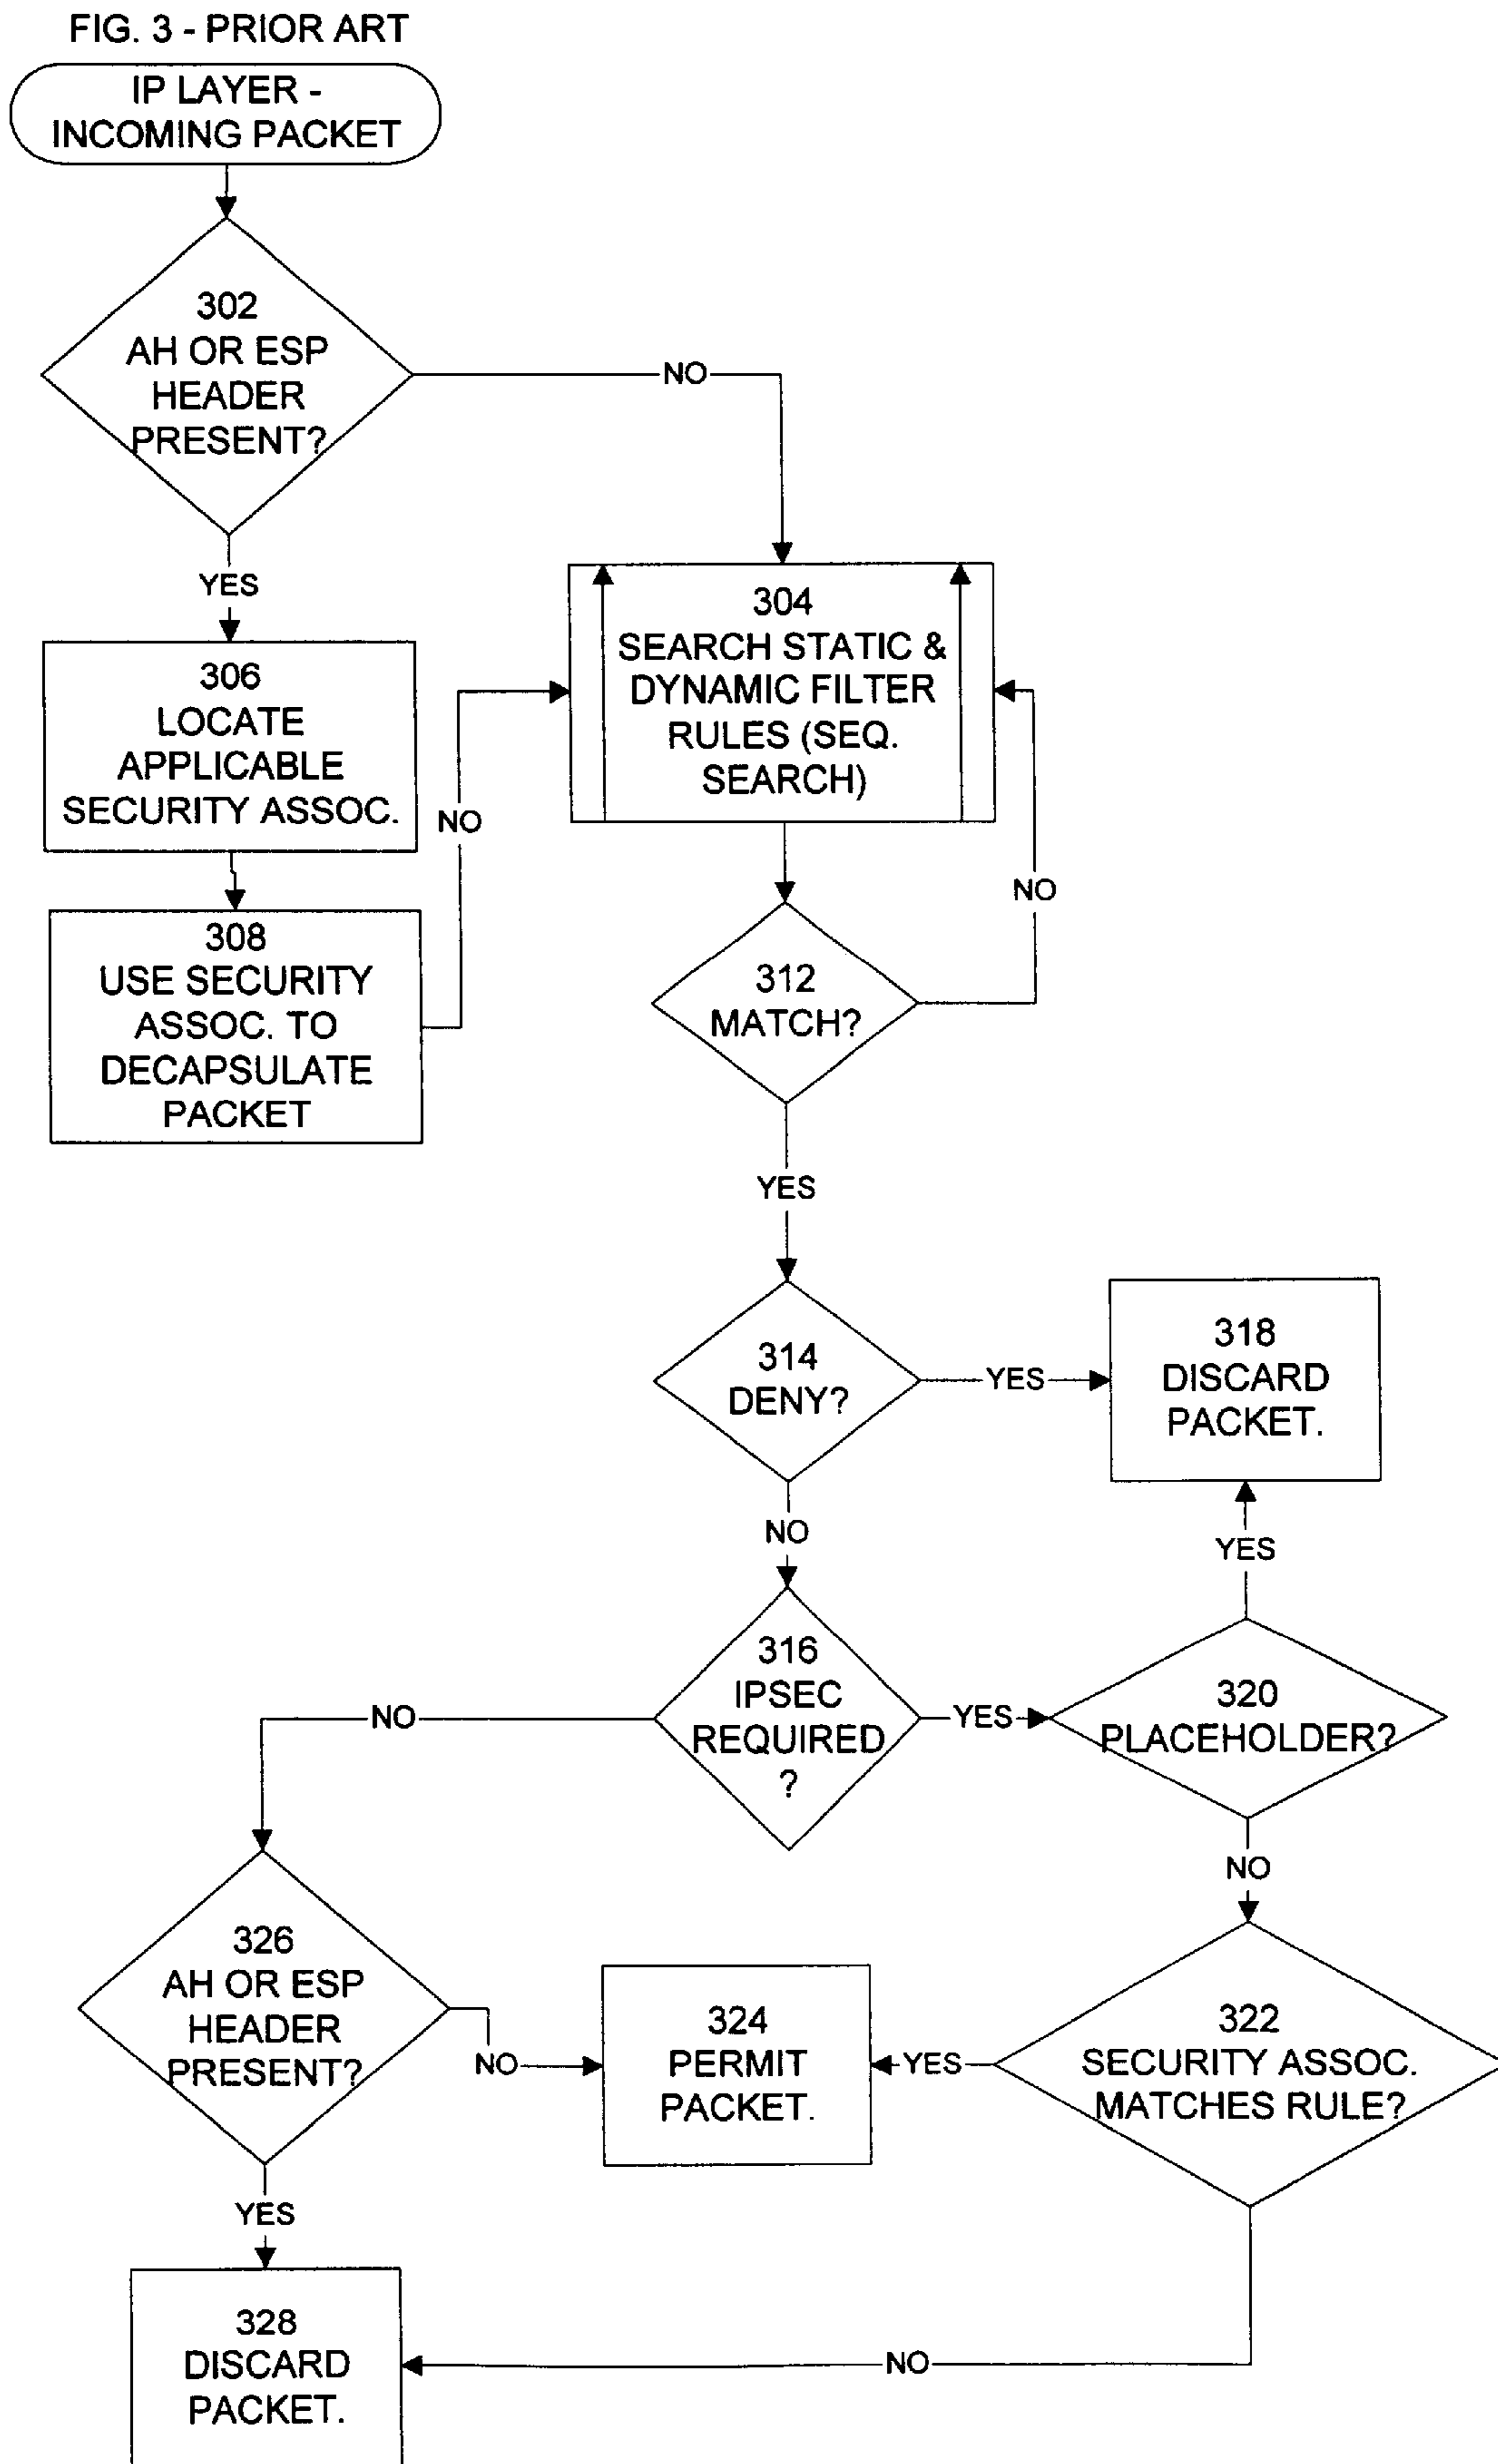 FIG. 3 - PRIOR ART
IP LAYER -
INCOMING PACKET
302
AH OR ESP
HEADER
PRESENT?
NO
YES
304
SEARCH STATIC &
DYNAMIC FILTER
RULES (SEQ.
SEARCH)
306
LOCATE
APPLICABLE
SECURITY ASSOC.
NO
NO
308
USE SECURITY
ASSOC. TO
DECAPSULATE
PACKET
312
MATCH?
YES
314
DENY?
YES
318
DISCARD
PACKET.
NO
YES
316
IPSEC
REQUIRED
?
NO
YES
320
PLACEHOLDER?
NO
326
AH OR ESP
HEADER
PRESENT?
NO
324
PERMIT
PACKET.
YES
322
SECURITY ASSOC.
MATCHES RULE?
YES
328
DISCARD
PACKET.
NO